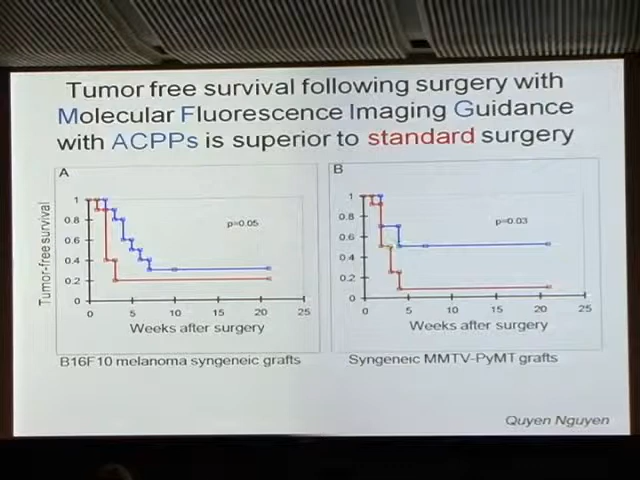 Tumor free survival following surgery with
Molecular Fluorescence Imaging Guidance
with ACPPs is superior to standard surgery
A
Tumor-free survival
1
0.8
0.6
0.4
0.2
0
p=0.05
0 5 10 15 20 25
Weeks after surgery
B16F10 melanoma syngeneic grafts
B
1
0.8
0.6
0.4
0.2
0
p=0.03
0 5 10 15 20 25
Weeks after surgery
Syngeneic MMTV-PyMT grafts
Quyen Nguyen